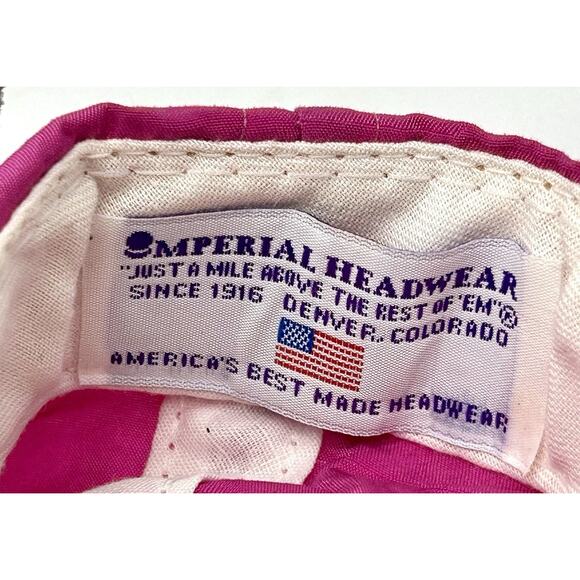 IMPERIAL HEADWEAR
"JUST A MILE ABOVE THE REST OF 'EM"®
SINCE 1916 DENVER, COLORADO
AMERICA'S BEST MADE HEADWEAR